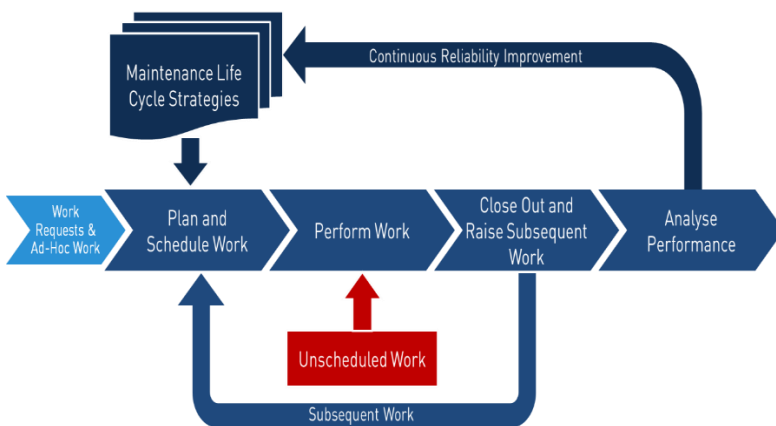 Continuous Reliability Improvement
Maintenance Life
Cycle Strategies
Work
Requests &
Ad-Hoc Work
Plan and
Schedule Work
Perform Work
Close Out and
Raise Subsequent
Work
Analyse
Performance
Unscheduled Work
Subsequent Work